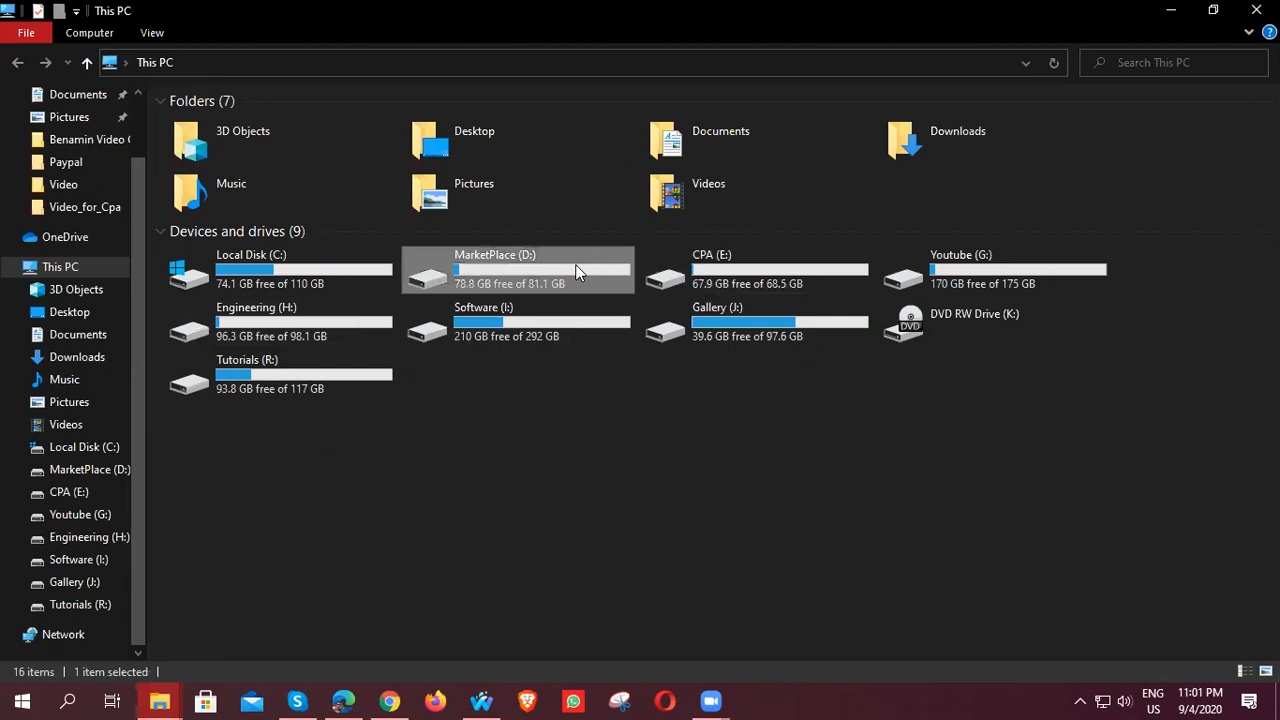 This PC
File
Computer
View
This PC
Search This PC
Documents
Pictures
Benamin Video C
Paypal
Video
Video_for_Cpa
OneDrive
This PC
3D Objects
Desktop
Documents
Downloads
Music
Pictures
Videos
Local Disk (C:)
MarketPlace (D:)
CPA (E:)
Youtube (G:)
Engineering (H:)
Software (I:)
Gallery (J:)
Tutorials (R:)
Network
Folders (7)
3D Objects
Desktop
Documents
Downloads
Music
Pictures
Videos
Devices and drives (9)
Local Disk (C:)
74.1 GB free of 110 GB
MarketPlace (D:)
78.8 GB free of 81.1 GB
CPA (E:)
67.9 GB free of 68.5 GB
Youtube (G:)
170 GB free of 175 GB
Engineering (H:)
96.3 GB free of 98.1 GB
Software (I:)
210 GB free of 292 GB
Gallery (J:)
39.6 GB free of 97.6 GB
DVD
DVD RW Drive (K:)
Tutorials (R:)
93.8 GB free of 117 GB
16 items
1 item selected
ENG
US
11:01 PM
9/4/2020